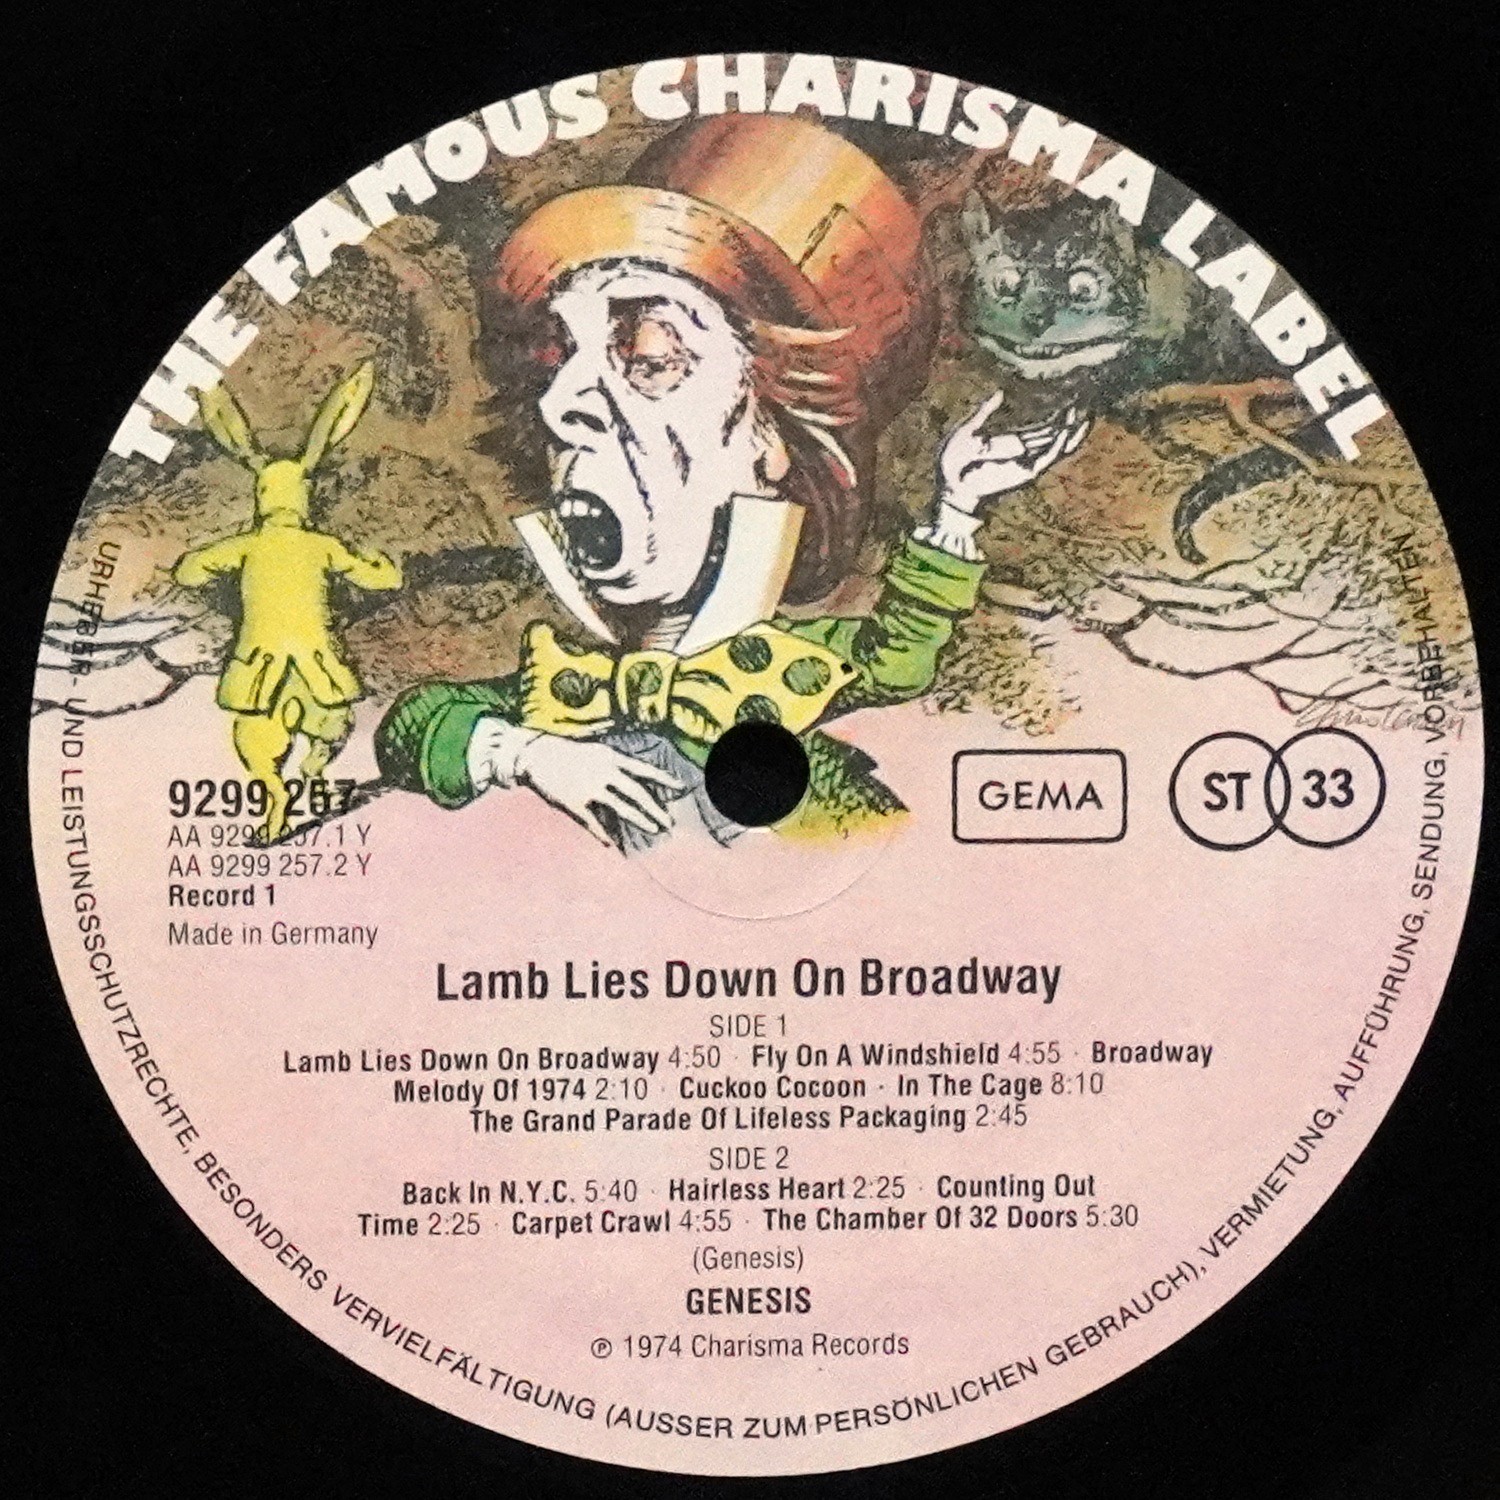 THE FAMOUS CHARISMA LABEL
GEMA
ST 33
9299 257
AA 9299 257.1 Y
AA 9299 257.2 Y
Record 1
Made in Germany
Lamb Lies Down On Broadway
SIDE 1
Lamb Lies Down On Broadway 4:50 · Fly On A Windshield 4:55 · Broadway
Melody Of 1974 2:10 · Cuckoo Cocoon · In The Cage 8:10
The Grand Parade Of Lifeless Packaging 2:45
SIDE 2
Back In N.Y.C. 5:40 · Hairless Heart 2:25 · Counting Out
Time 2:25 · Carpet Crawl 4:55 · The Chamber Of 32 Doors 5:30
(Genesis)
GENESIS
℗ 1974 Charisma Records
URHEBER- UND LEISTUNGSSCHUTZRECHTE, BESONDERS VERVIELFÄLTIGUNG (AUSSER ZUM PERSÖNLICHEN GEBRAUCH), VERMIETUNG, AUFFÜHRUNG, SENDUNG, VORBEHALTEN